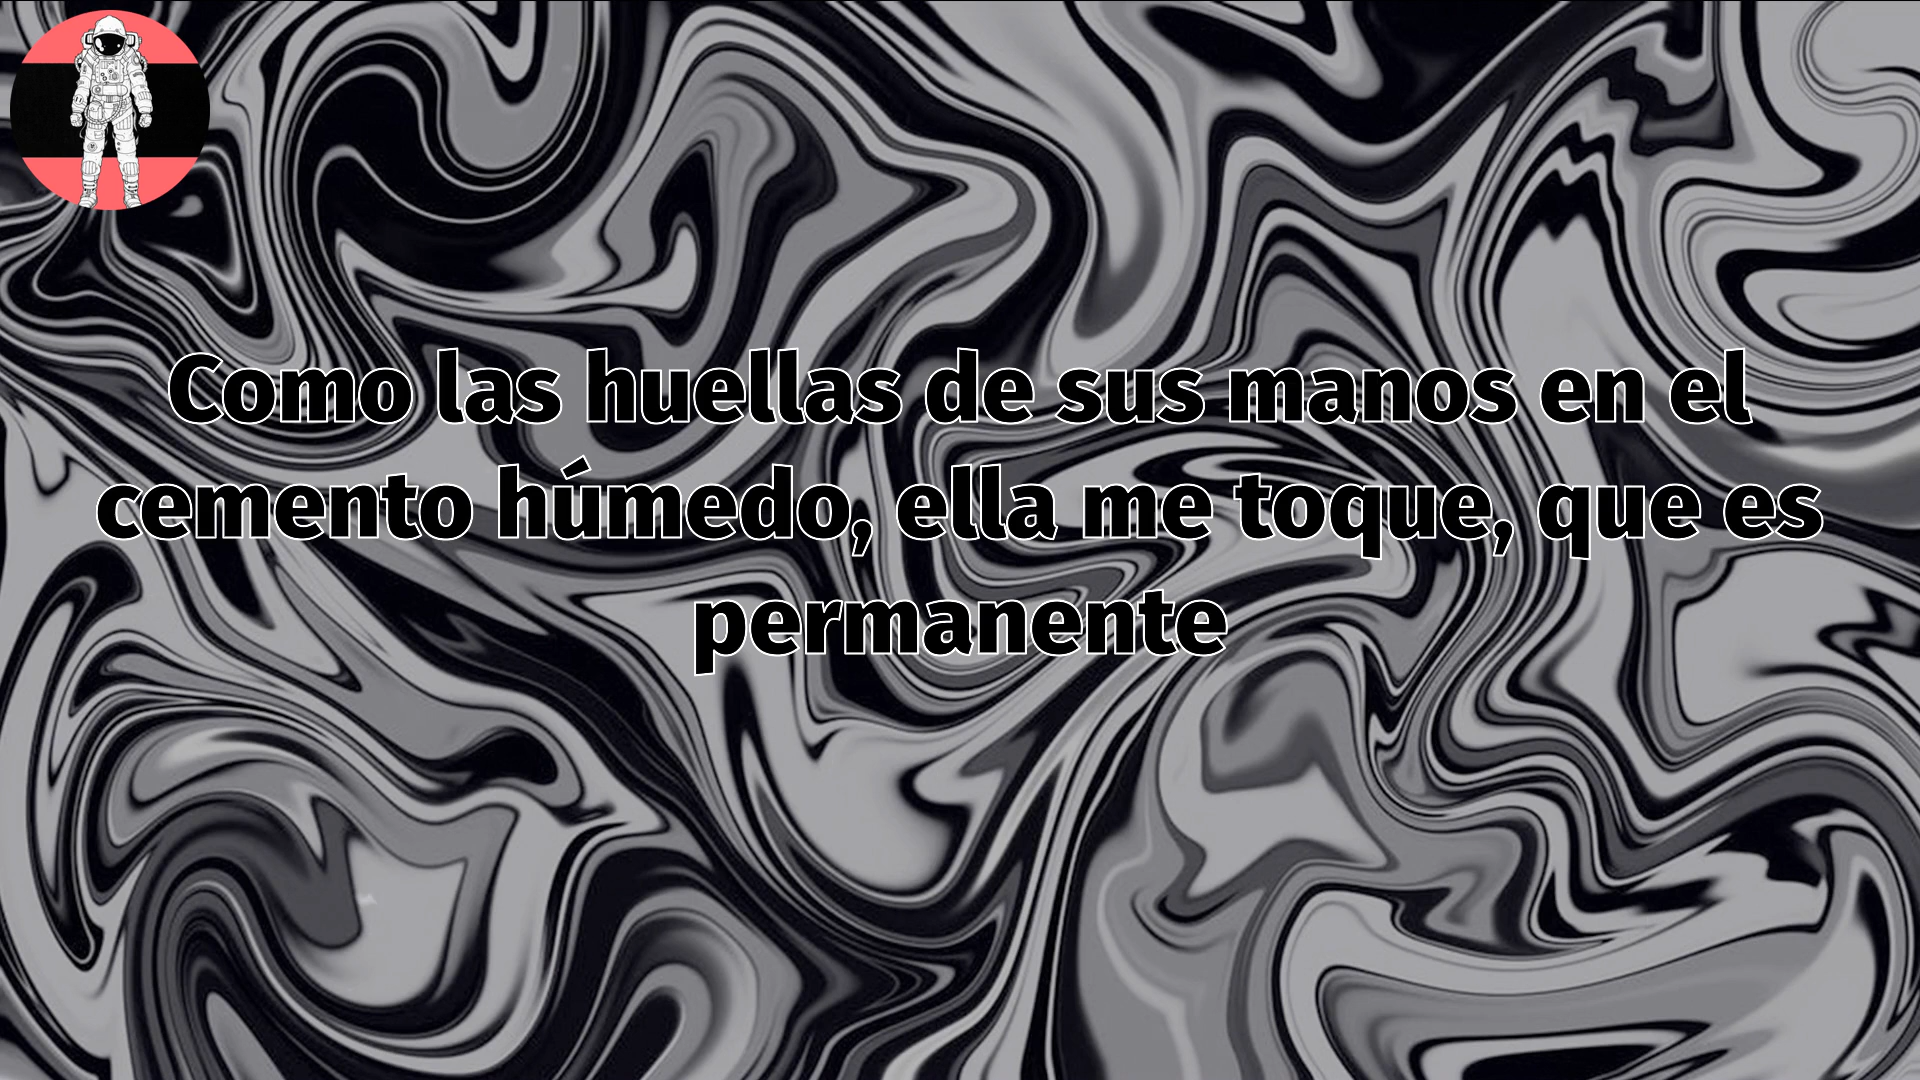 Como las huellas de sus manos en el
cemento húmedo, ella me toque, que es
permanente